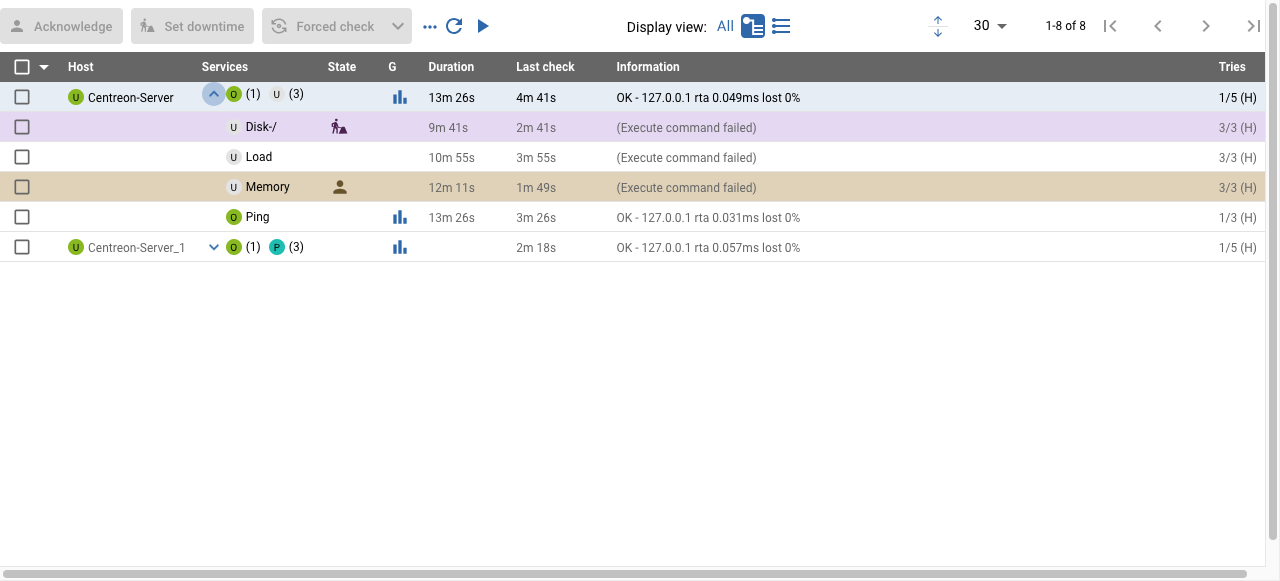 Acknowledge Set downtime Forced check Display view: All 30 1-8 of 8
Host Services State G Duration Last check Information Tries
U Centreon-Server O (1) U (3) 13m 26s 4m 41s OK - 127.0.0.1 rta 0.049ms lost 0% 1/5 (H)
U Disk-/ 9m 41s 2m 41s (Execute command failed) 3/3 (H)
U Load 10m 55s 3m 55s (Execute command failed) 3/3 (H)
U Memory 12m 11s 1m 49s (Execute command failed) 3/3 (H)
O Ping 13m 26s 3m 26s OK - 127.0.0.1 rta 0.031ms lost 0% 1/3 (H)
U Centreon-Server_1 O (1) P (3) 2m 18s OK - 127.0.0.1 rta 0.057ms lost 0% 1/5 (H)